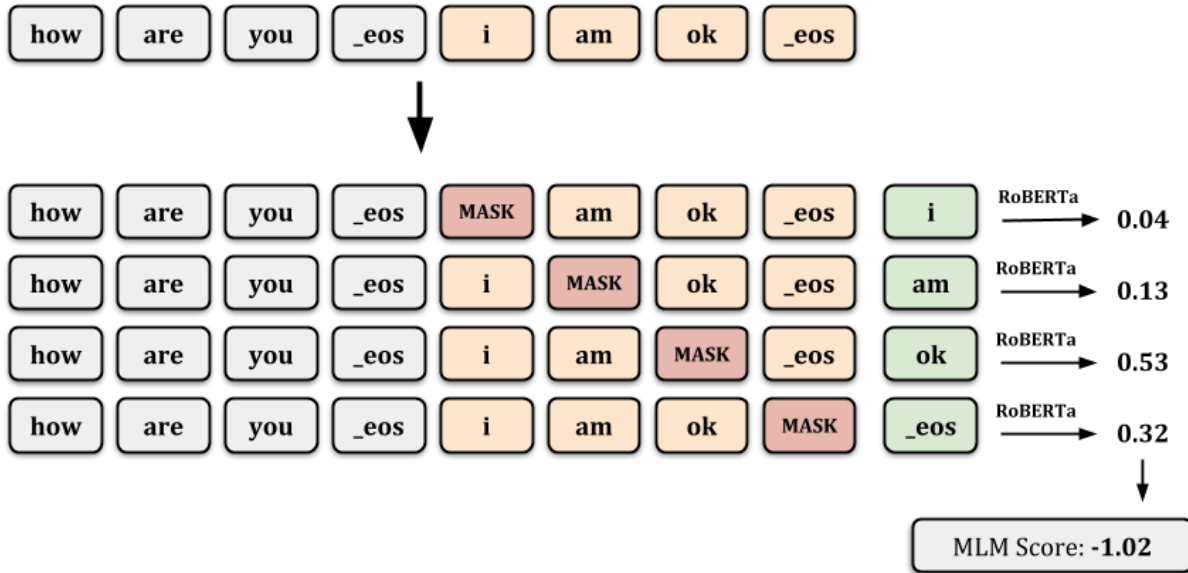 how are you _eos i am ok _eos
RoBERTa
how are you _eos MASK am ok _eos i 0.04
RoBERTa
how are you _eos i MASK ok _eos am 0.13
RoBERTa
how are you _eos i am MASK _eos ok 0.53
RoBERTa
how are you _eos i am ok MASK _eos 0.32
MLM Score: -1.02